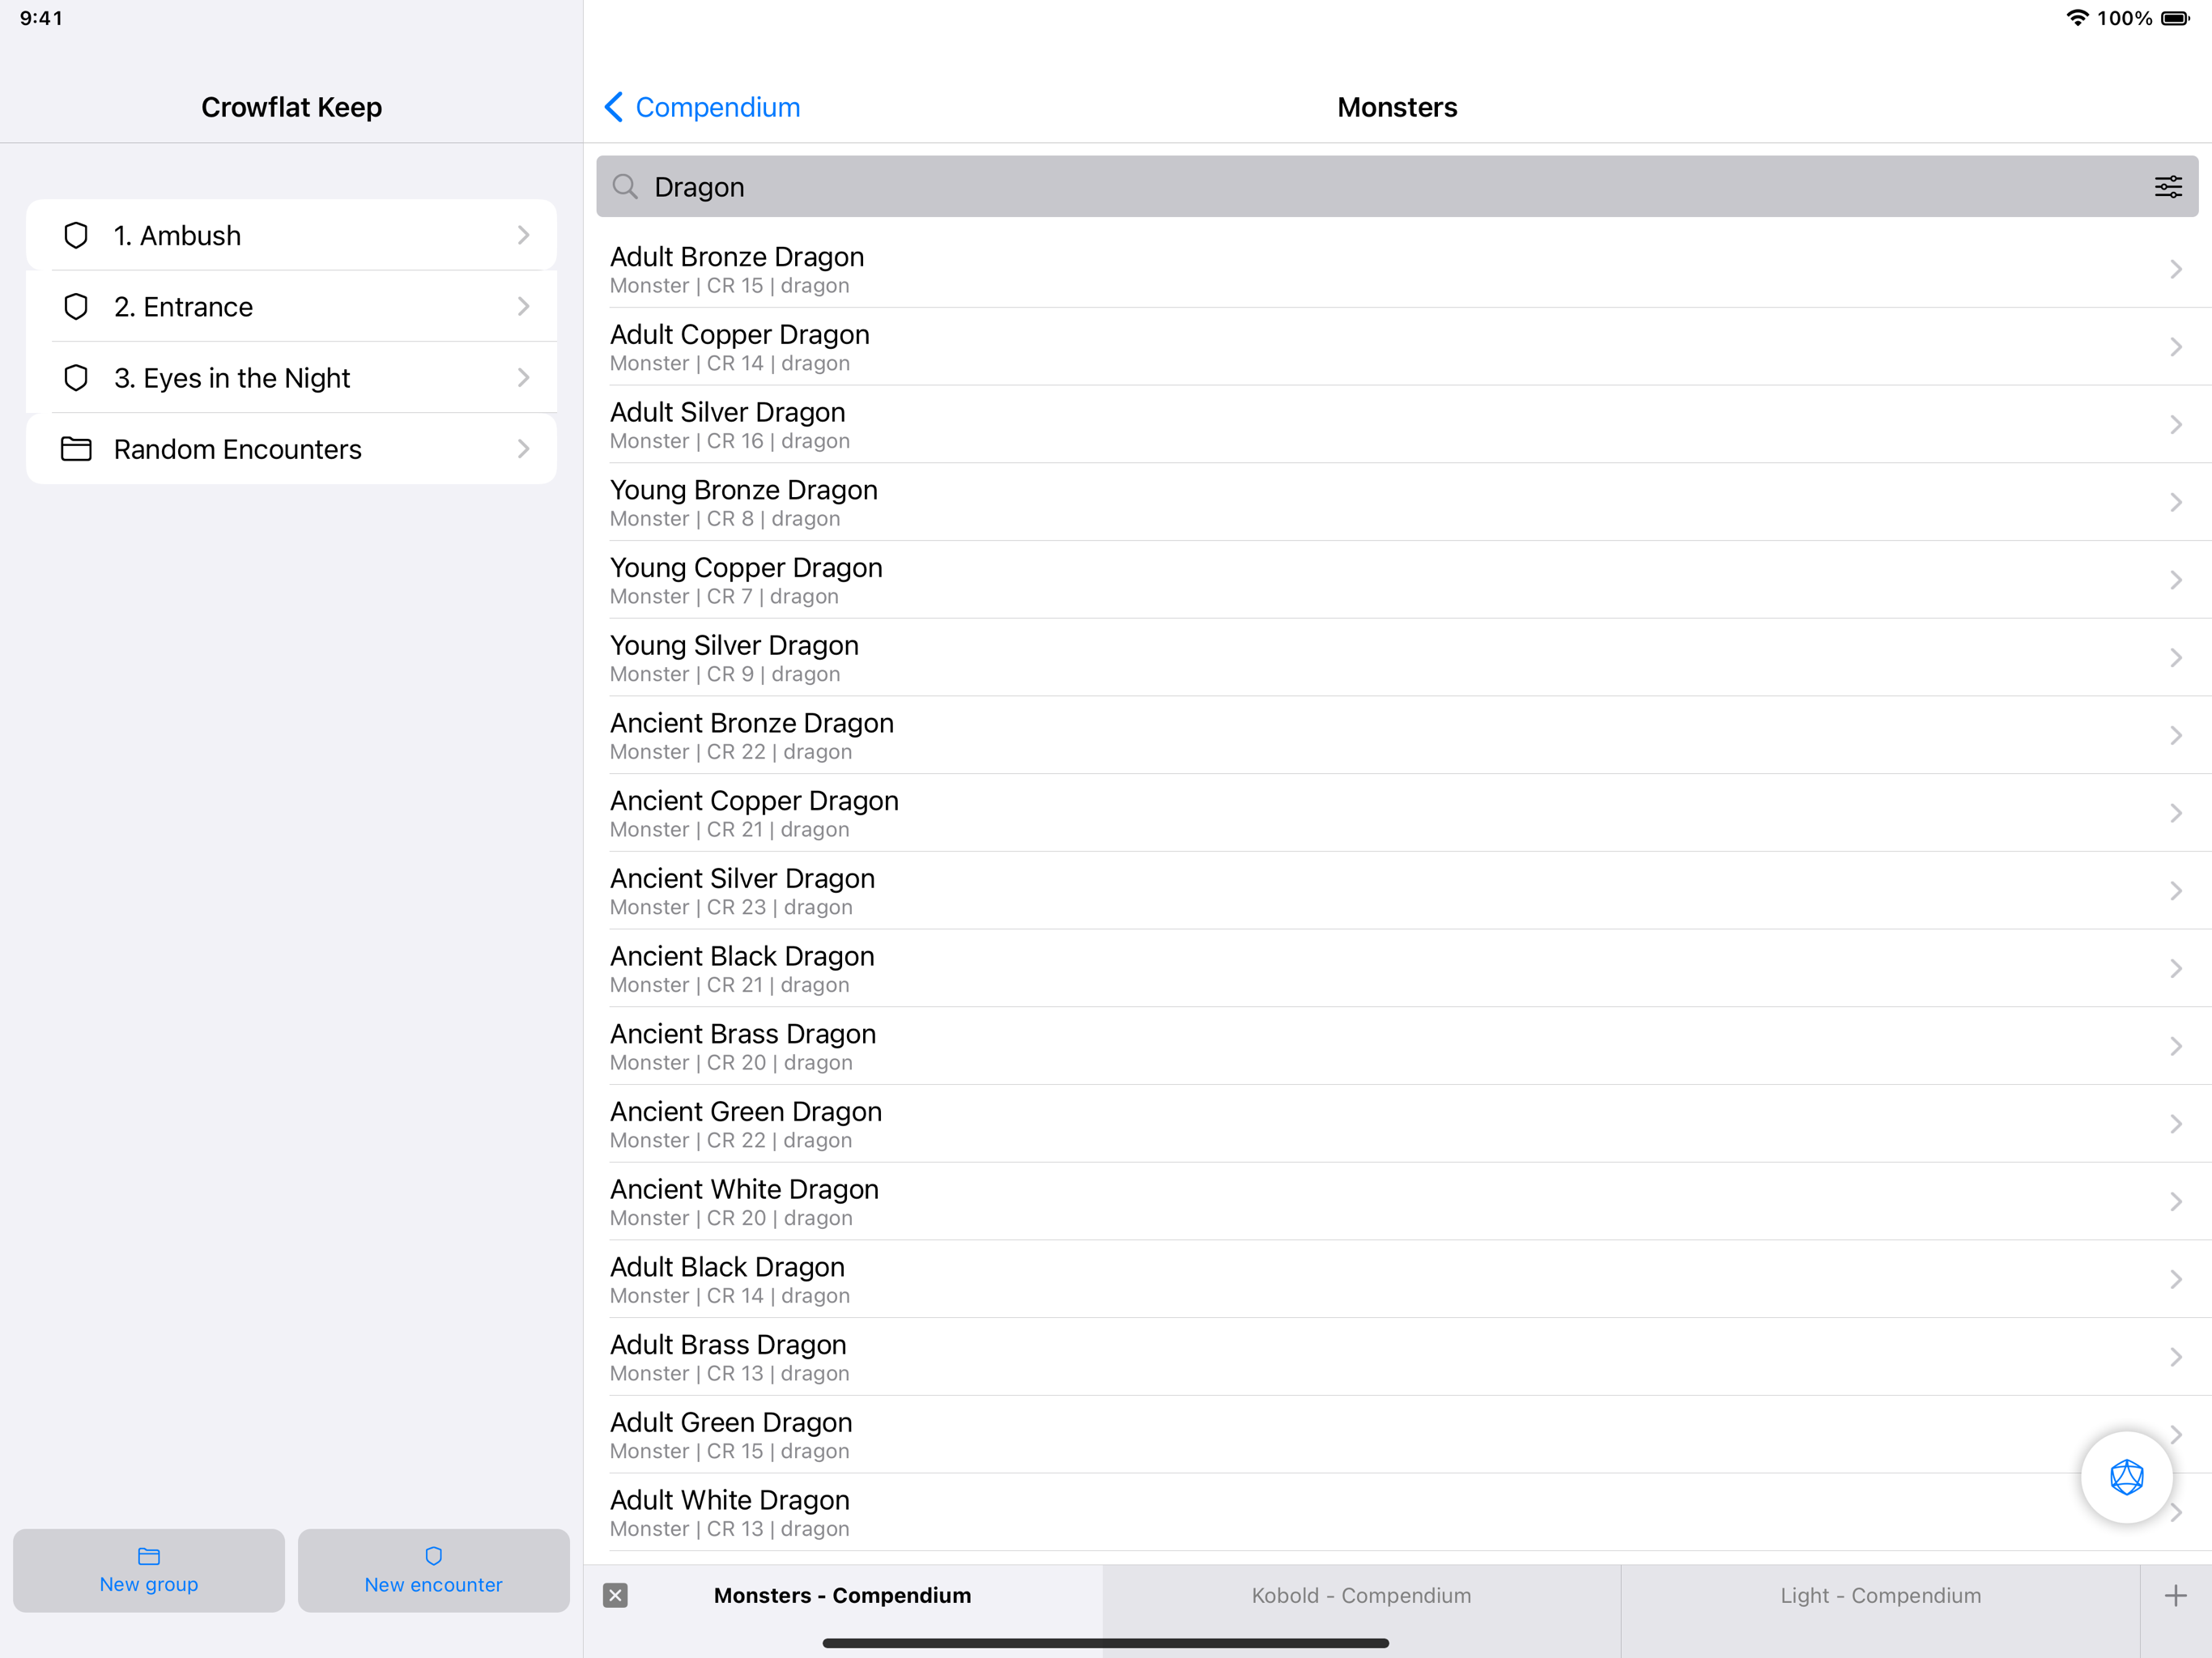 9:41
100%
Crowflat Keep
1. Ambush
2. Entrance
3. Eyes in the Night
Random Encounters
New group
New encounter
Compendium
Monsters
Dragon
Adult Bronze Dragon
Monster | CR 15 | dragon
Adult Copper Dragon
Monster | CR 14 | dragon
Adult Silver Dragon
Monster | CR 16 | dragon
Young Bronze Dragon
Monster | CR 8 | dragon
Young Copper Dragon
Monster | CR 7 | dragon
Young Silver Dragon
Monster | CR 9 | dragon
Ancient Bronze Dragon
Monster | CR 22 | dragon
Ancient Copper Dragon
Monster | CR 21 | dragon
Ancient Silver Dragon
Monster | CR 23 | dragon
Ancient Black Dragon
Monster | CR 21 | dragon
Ancient Brass Dragon
Monster | CR 20 | dragon
Ancient Green Dragon
Monster | CR 22 | dragon
Ancient White Dragon
Monster | CR 20 | dragon
Adult Black Dragon
Monster | CR 14 | dragon
Adult Brass Dragon
Monster | CR 13 | dragon
Adult Green Dragon
Monster | CR 15 | dragon
Adult White Dragon
Monster | CR 13 | dragon
Monsters - Compendium
Kobold - Compendium
Light - Compendium